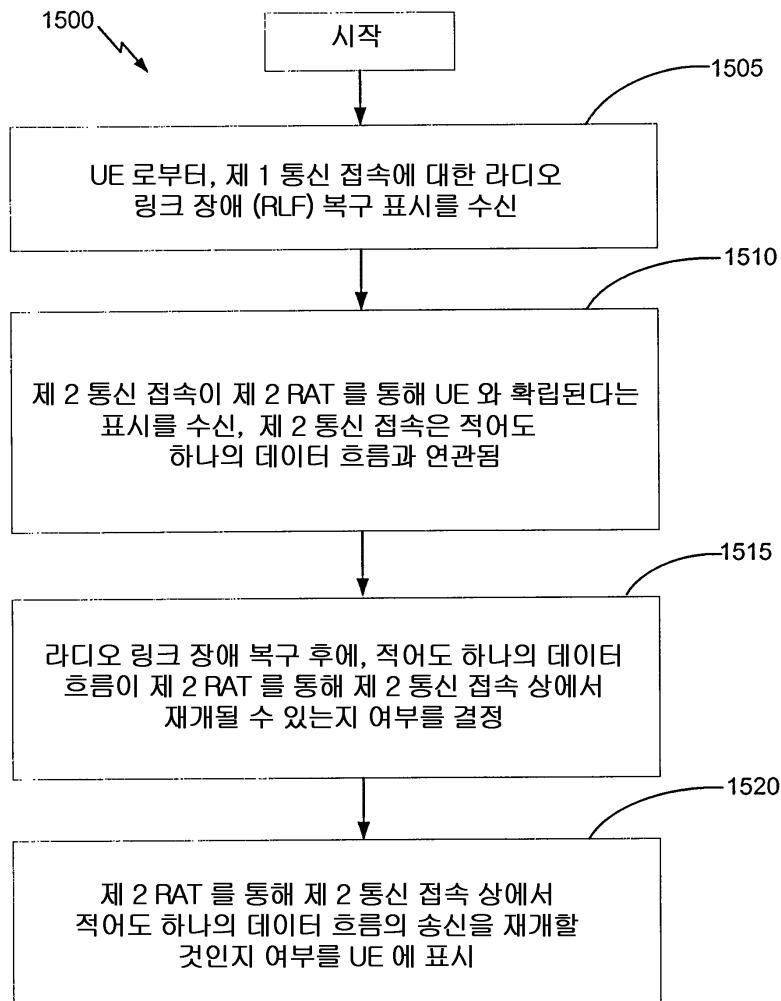 1500
시작
1505
UE 로부터, 제 1 통신 접속에 대한 라디오
링크 장애 (RLF) 복구 표시를 수신
1510
제 2 통신 접속이 제 2 RAT 를 통해 UE 와 확립된다는
표시를 수신, 제 2 통신 접속은 적어도
하나의 데이터 흐름과 연관됨
1515
라디오 링크 장애 복구 후에, 적어도 하나의 데이터
흐름이 제 2 RAT 를 통해 제 2 통신 접속 상에서
재개될 수 있는지 여부를 결정
1520
제 2 RAT 를 통해 제 2 통신 접속 상에서
적어도 하나의 데이터 흐름의 송신을 재개할
것인지 여부를 UE 에 표시